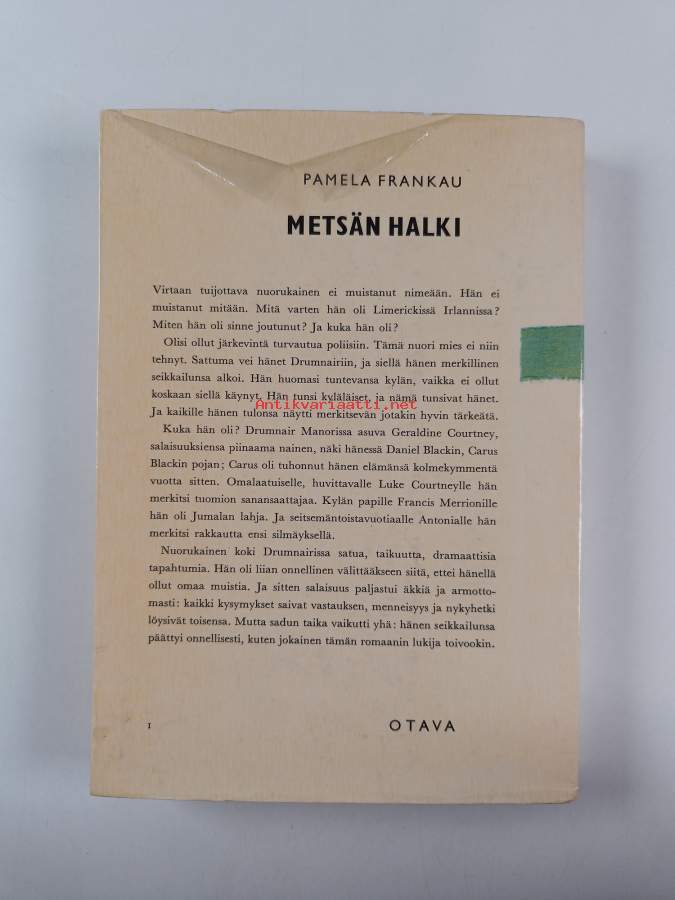 PAMELA FRANKAU
METSÄN HALKI
Virtaan tuijottava nuorukainen ei muistanut nimeään. Hän ei
muistanut mitään. Mitä varten hän oli Limerickissä Irlannissa?
Miten hän oli sinne joutunut? Ja kuka hän oli?
Olisi ollut järkevintä turvautua poliisiin. Tämä nuori mies ei niin
tehnyt. Sattuma vei hänet Drumnairiin, ja siellä hänen merkillinen
seikkailunsa alkoi. Hän huomasi tuntevansa kylän, vaikka ei ollut
koskaan siellä käynyt. Hän tunsi kyläläiset, ja nämä tunsivat hänet.
Antikvariaatti.net
Ja kaikille hänen tulonsa näytti merkitsevän jotakin hyvin tärkeätä.
Kuka hän oli? Drumnair Manorissa asuva Geraldine Courtney,
salaisuuksiensa piinaama nainen, näki hänessä Daniel Blackin, Carus
Blackin pojan; Carus oli tuhonnut hänen elämänsä kolmekymmentä
vuotta sitten. Omalaatuiselle, huvittavalle Luke Courtneylle hän
merkitsi tuomion sanansaattajaa. Kylän papille Francis Merrionille
hän oli Jumalan lahja. Ja seitsemäntoistavuotiaalle Antonialle hän
merkitsi rakkautta ensi silmäyksellä.
Nuorukainen koki Drumnairissa satua, taikuutta, dramaattisia
tapahtumia. Hän oli liian onnellinen välittääkseen siitä, ettei hänellä
ollut omaa muistia. Ja sitten salaisuus paljastui äkkiä ja armotto-
masti: kaikki kysymykset saivat vastauksen, menneisyys ja nykyhetki
löysivät toisensa. Mutta sadun taika vaikutti yhä: hänen seikkailunsa
päättyi onnellisesti, kuten jokainen tämän romaanin lukija toivookin.
1
OTAVA